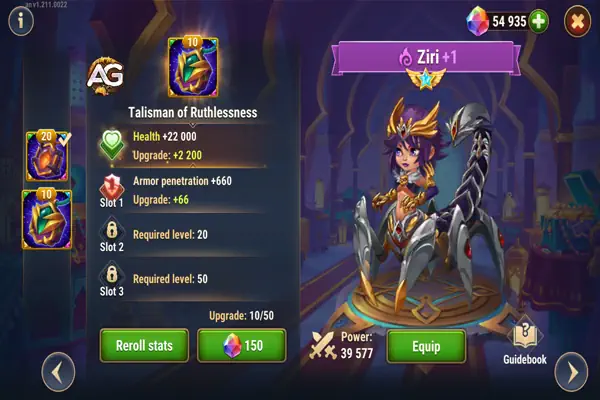 an v1.211.0022
i
54 935
AG
10
Ziri +1
Talisman of Ruthlessness
Health +22 000
Upgrade: +2 200
20
Armor penetration +660
Upgrade: +66
Slot 1
10
Required level: 20
Slot 2
Required level: 50
Slot 3
Upgrade: 10/50
Reroll stats
150
Power:
39 577
Equip
?
Guidebook